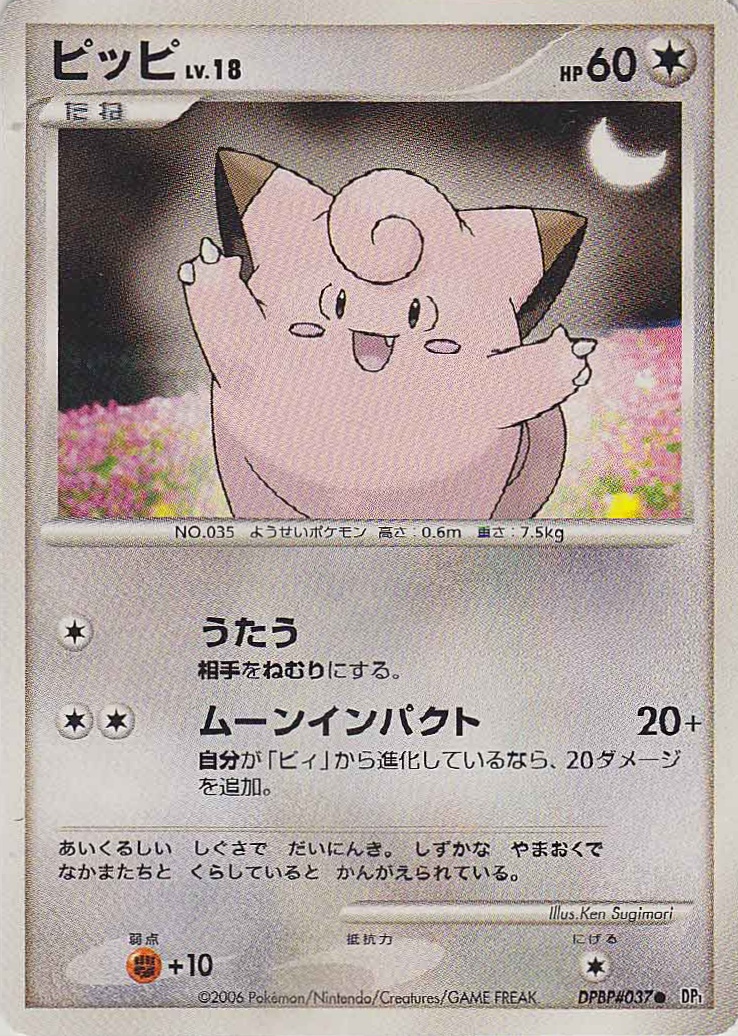 ピッピ LV.18 HP 60
たね
NO.035 ようせいポケモン 高さ：0.6m 重さ：7.5kg
うたう
相手をねむりにする。
ムーンインパクト 20+
自分が「ピィ」から進化しているなら、20ダメージ
を追加。
あいくるしい しぐさで だいにんき。 しずかな やまおくで
なかまたちと くらしていると かんがえられている。
Illus.Ken Sugimori
弱点 抵抗力 にげる
+10
©2006 Pokémon/Nintendo/Creatures/GAME FREAK. DPBP#037● DP1